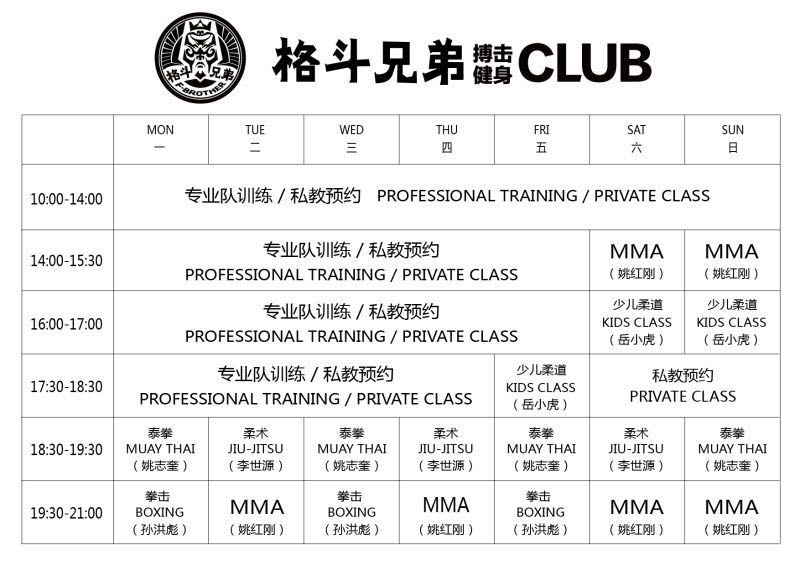 格斗兄弟
F-BROTHER
格斗兄弟 搏击健身 CLUB
MON TUE WED THU FRI SAT SUN
一 二 三 四 五 六 日
10:00-14:00 专业队训练 / 私教预约 PROFESSIONAL TRAINING / PRIVATE CLASS
14:00-15:30
专业队训练 / 私教预约
PROFESSIONAL TRAINING / PRIVATE CLASS
MMA
(姚红刚)
MMA
(姚红刚)
16:00-17:00
专业队训练 / 私教预约
PROFESSIONAL TRAINING / PRIVATE CLASS
少儿柔道
KIDS CLASS
(岳小虎)
少儿柔道
KIDS CLASS
(岳小虎)
17:30-18:30
专业队训练 / 私教预约
PROFESSIONAL TRAINING / PRIVATE CLASS
少儿柔道
KIDS CLASS
(岳小虎)
私教预约
PRIVATE CLASS
18:30-19:30
泰拳
MUAY THAI
(姚志奎)
柔术
JIU-JITSU
(李世源)
泰拳
MUAY THAI
(姚志奎)
柔术
JIU-JITSU
(李世源)
泰拳
MUAY THAI
(姚志奎)
柔术
JIU-JITSU
(李世源)
泰拳
MUAY THAI
(姚志奎)
19:30-21:00
拳击
BOXING
(孙洪彪)
MMA
(姚红刚)
拳击
BOXING
(孙洪彪)
MMA
(姚红刚)
拳击
BOXING
(孙洪彪)
MMA
(姚红刚)
MMA
(姚红刚)